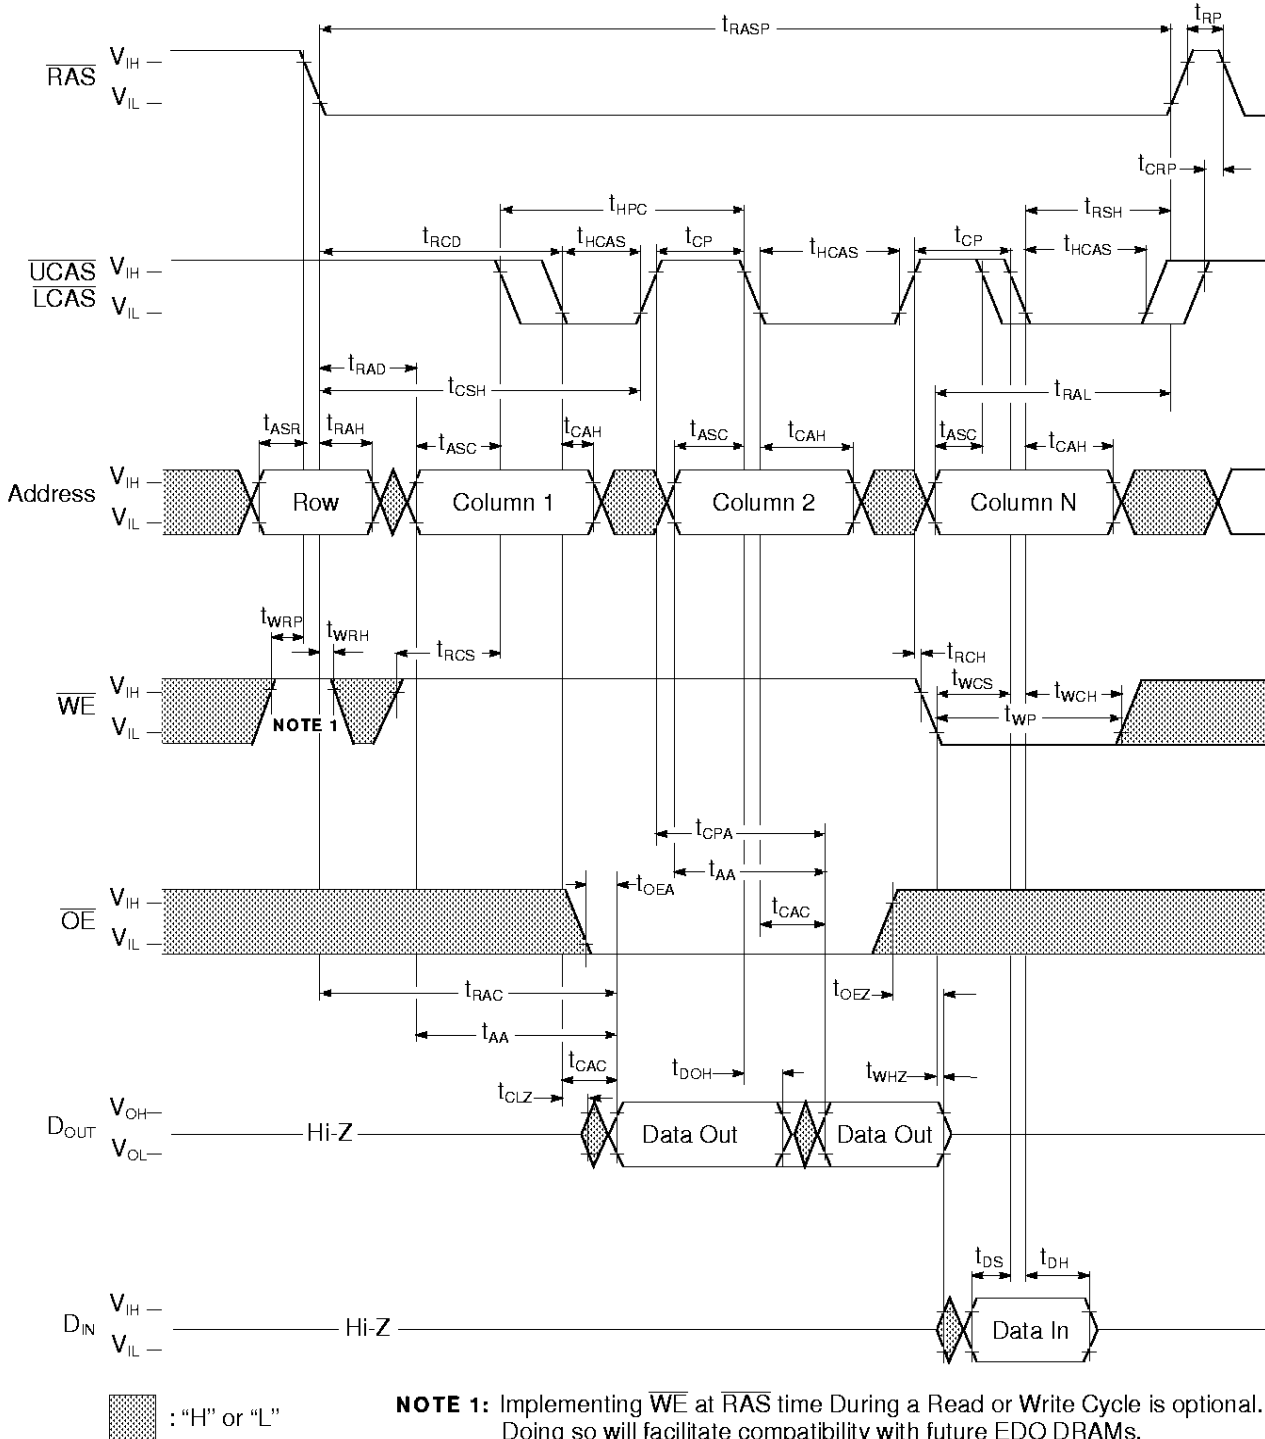 tRASP tRP
RAS VIH
VIL
tCRP
tHPC tRSH
tRCD tHCAS tCP tHCAS tCP tHCAS
UCAS VIH
LCAS VIL
tRAD
tCSH tRAL
tASR tRAH tASC tCAH tASC tCAH tASC tCAH
Address VIH
VIL
Row Column 1 Column 2 Column N
tWRP tWRH tRCS tRCH
tWCS tWCH
WE VIH
VIL
NOTE 1 tWP
tCPA
tAA
tOEA
OE VIH
VIL
tCAC
tRAC tOEZ
tAA
tCAC tDOH tWHZ
tCLZ
DOUT VOH
VOL
Hi-Z Data Out Data Out
tDS tDH
DIN VIH
VIL
Hi-Z Data In
: “H” or “L”
NOTE 1: Implementing WE at RAS time During a Read or Write Cycle is optional.
Doing so will facilitate compatibility with future EDO DRAMs.